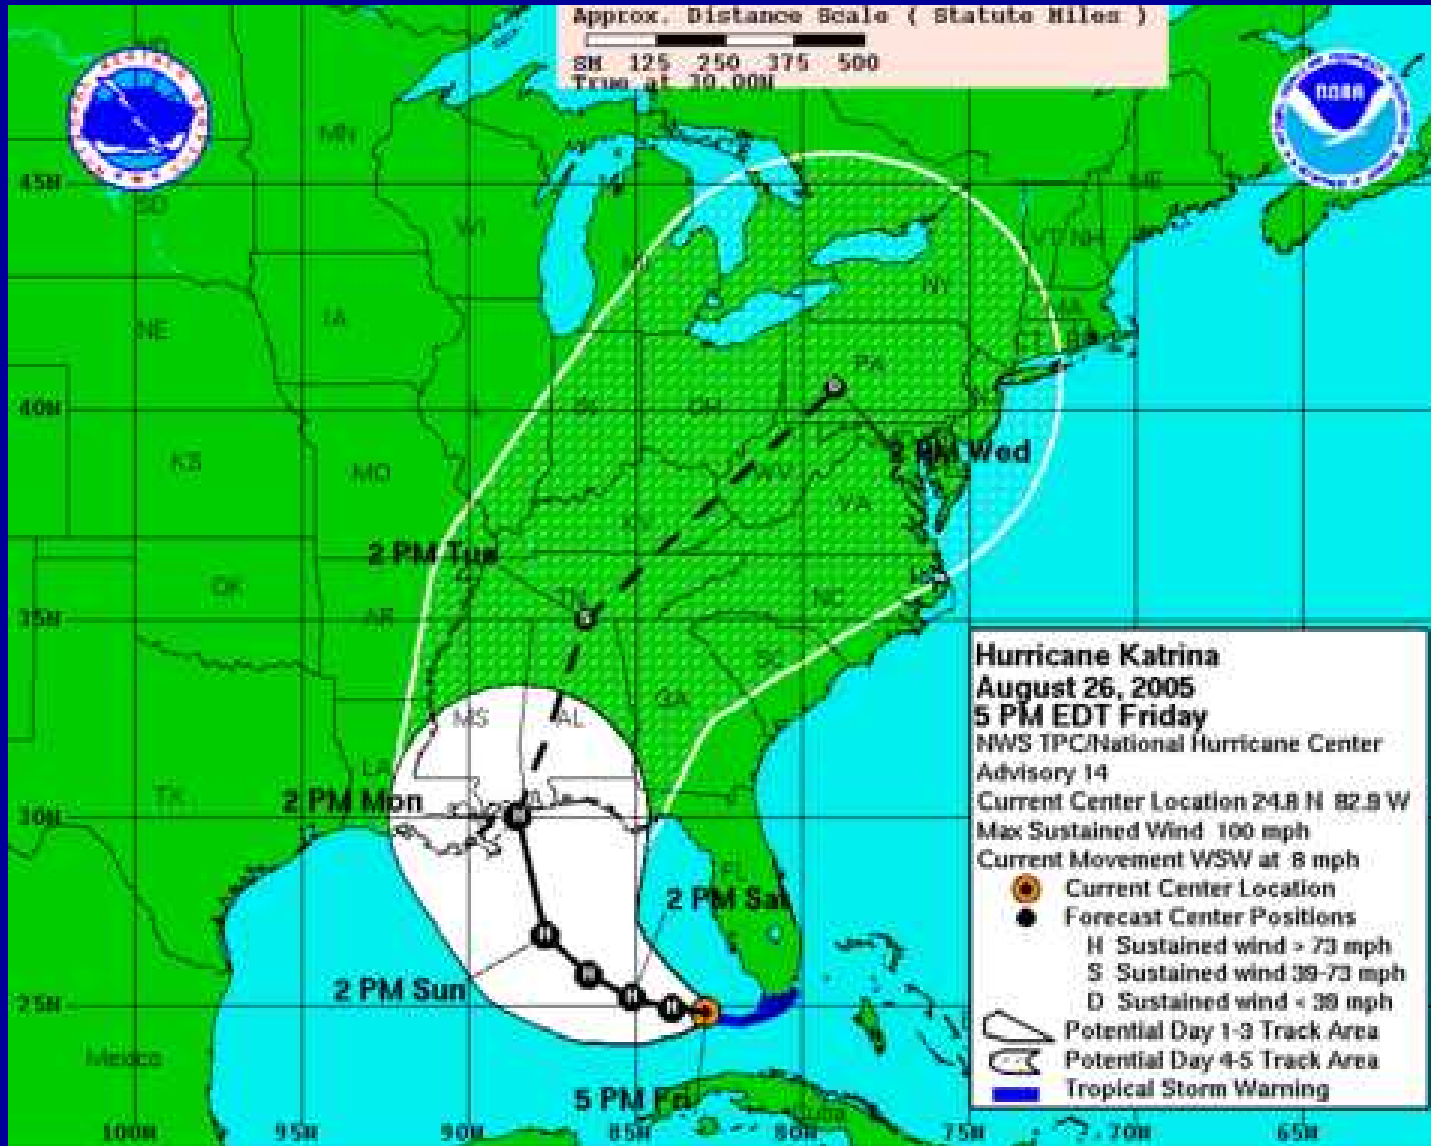 Approx. Distance Scale ( Statute Miles )
SM 125 250 375 500
True at 30.00N
noaa
MN
ME
45N
SD
WI
VT NH
MI
NY
MA
NE
IA
CT
PA
40N
IL
IN
OH
NJ
KS
MO
WV
2 PM Wed
KY
VA
2 PM Tue
OK
TN
NC
AR
35N
SC
MS
AL
GA
LA
TX
2 PM Mon
30N
FL
2 PM Sat
2 PM Sun
25N
Mexico
5 PM Fri
Cuba
100W 95W 90W 85W 80W 75W 70W 65W
Hurricane Katrina
August 26, 2005
5 PM EDT Friday
NWS TPC/National Hurricane Center
Advisory 14
Current Center Location 24.8 N 82.9 W
Max Sustained Wind 100 mph
Current Movement WSW at 8 mph
Current Center Location
Forecast Center Positions
H Sustained wind > 73 mph
S Sustained wind 39-73 mph
D Sustained wind < 39 mph
Potential Day 1-3 Track Area
Potential Day 4-5 Track Area
Tropical Storm Warning